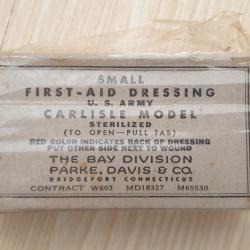 SMALL
FIRST-AID DRESSING
U. S. ARMY
CARLISLE MODEL
STERILIZED
(TO OPEN—PULL TAB)
RED COLOR INDICATES BACK OF DRESSING
PUT OTHER SIDE NEXT TO WOUND
THE BAY DIVISION
PARKE, DAVIS & CO.
BRIDGEPORT CONNECTICUT
CONTRACT W603 MD18327 M65530